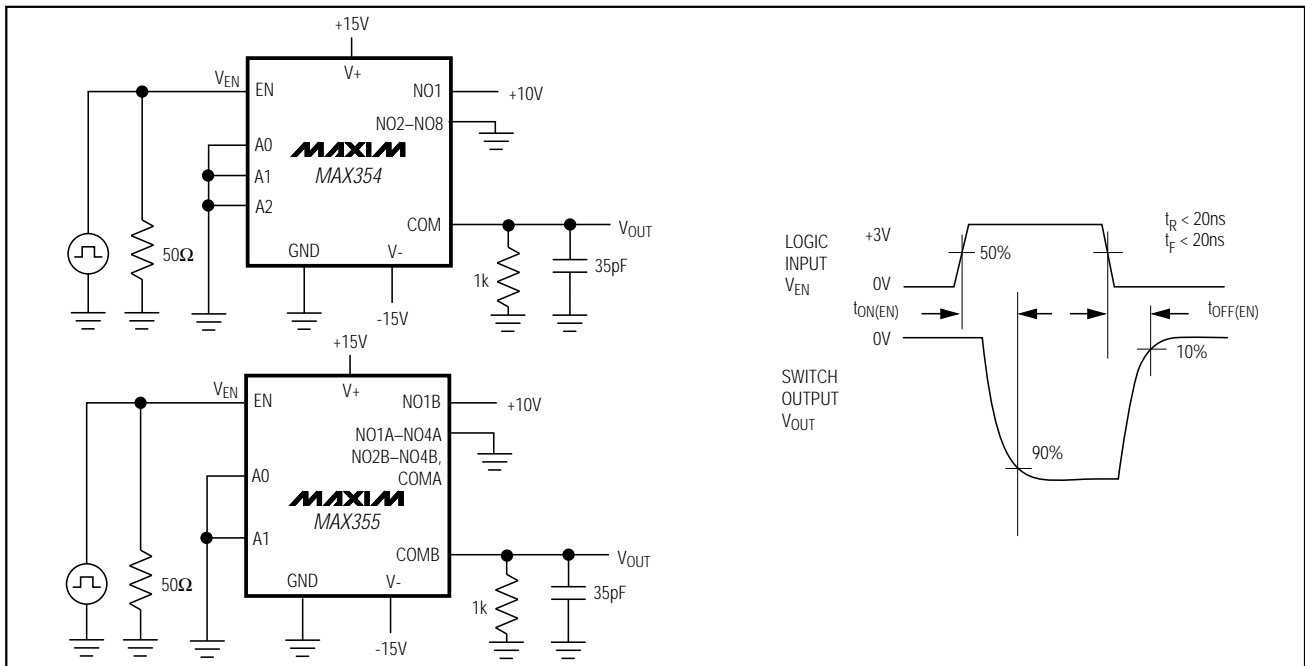 +15V
V+
VEN
EN
NO1
+10V
NO2–NO8
A0
MAXIM
MAX354
A1
A2
COM
VOUT
50Ω
GND
V-
1k
35pF
-15V
+15V
V+
VEN
EN
NO1B
+10V
NO1A–NO4A
NO2B–NO4B,
COMA
A0
MAXIM
MAX355
A1
COMB
VOUT
50Ω
GND
V-
1k
35pF
-15V
LOGIC
INPUT
VEN
+3V
50%
0V
tR < 20ns
tF < 20ns
tON(EN)
tOFF(EN)
0V
10%
SWITCH
OUTPUT
VOUT
90%